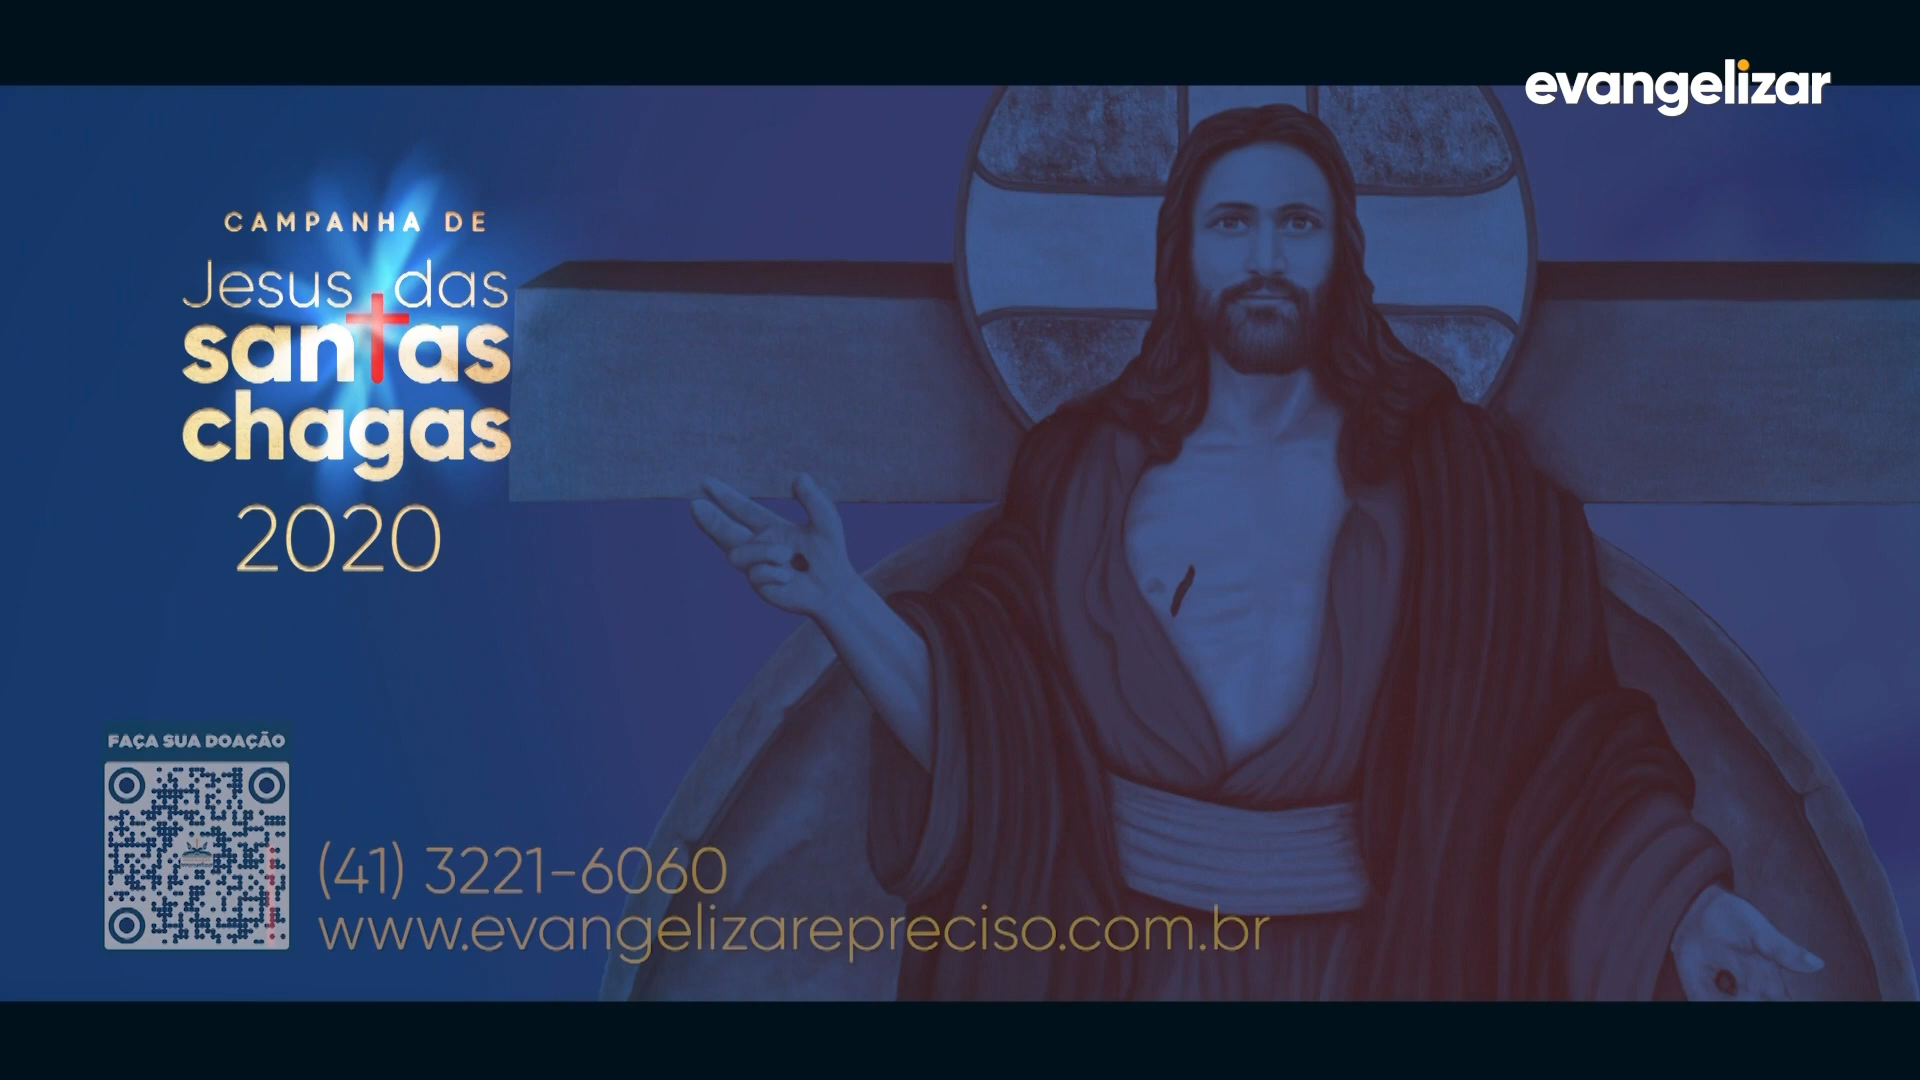 evangelizar
CAMPANHA DE
Jesus das
santas
chagas
2020
FAÇA SUA DOAÇÃO
(41) 3221-6060
www.evangelizarepreciso.com.br